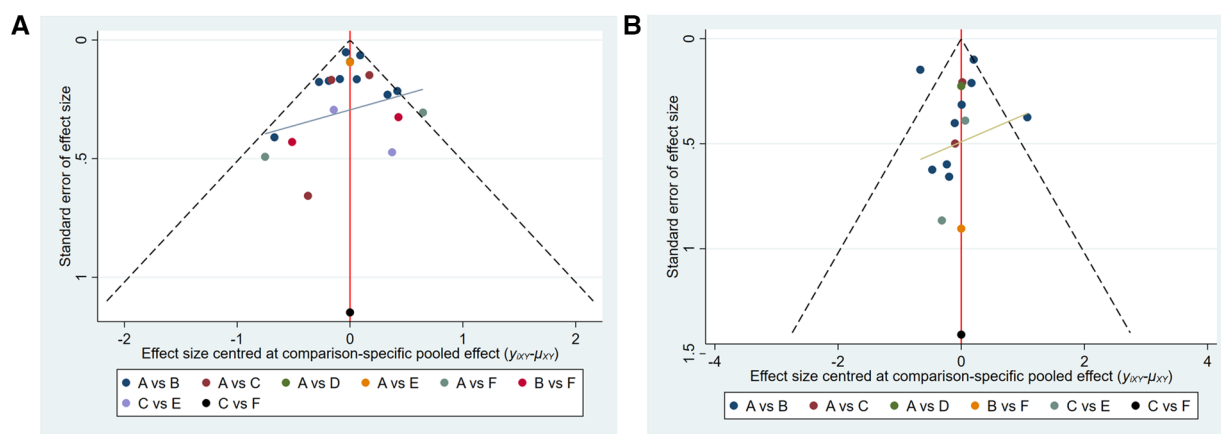 A
0
.5
1
Standard error of effect size
-2
-1
0
1
2
Effect size centred at comparison-specific pooled effect (yiXY-μXY)
A vs B A vs C A vs D A vs E A vs F B vs F
C vs E C vs F
B
0
.5
1
1.5
Standard error of effect size
-4
-2
0
2
4
Effect size centred at comparison-specific pooled effect (yiXY-μXY)
A vs B A vs C A vs D B vs F C vs E C vs F